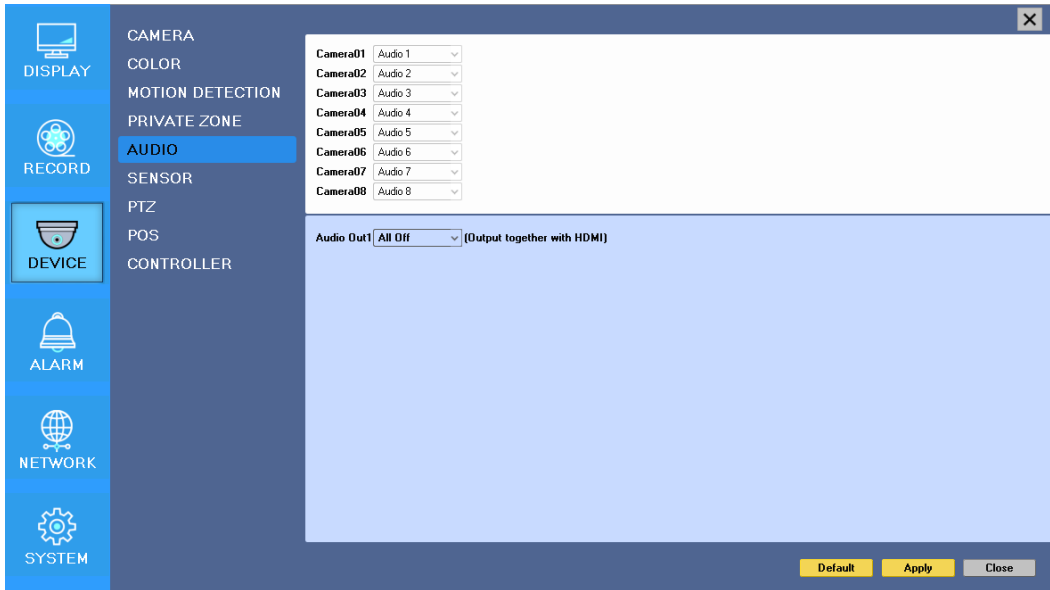 DISPLAY
RECORD
DEVICE
ALARM
NETWORK
SYSTEM
CAMERA
COLOR
MOTION DETECTION
PRIVATE ZONE
AUDIO
SENSOR
PTZ
POS
CONTROLLER
Camera01 Audio 1
Camera02 Audio 2
Camera03 Audio 3
Camera04 Audio 4
Camera05 Audio 5
Camera06 Audio 6
Camera07 Audio 7
Camera08 Audio 8
Audio Out1 All Off (Output together with HDMI)
Default Apply Close